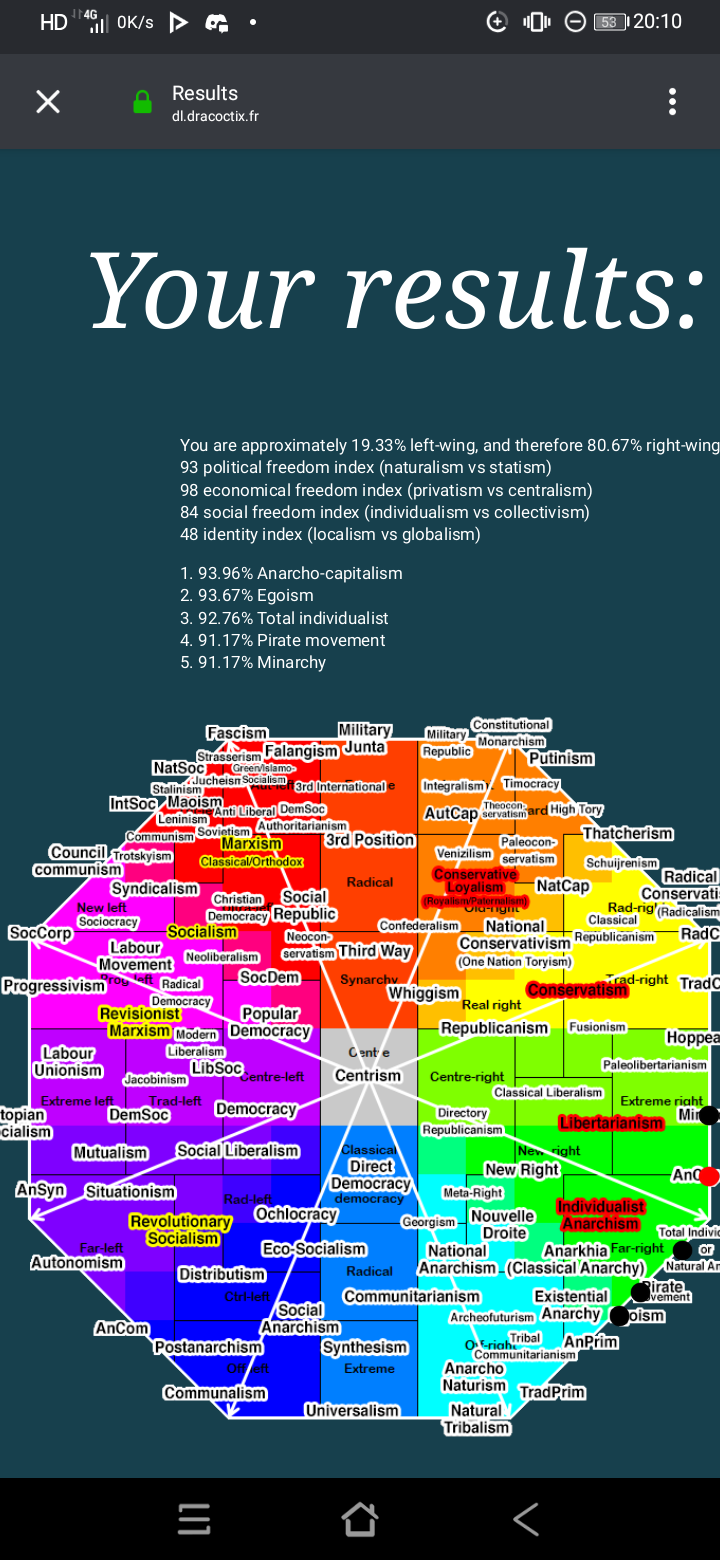 HD 4G 0K/s 53 20:10
Results
dl.dracoctix.fr
Your results:
You are approximately 19.33% left-wing, and therefore 80.67% right-wing
93 political freedom index (naturalism vs statism)
98 economical freedom index (privatism vs centralism)
84 social freedom index (individualism vs collectivism)
48 identity index (localism vs globalism)
1. 93.96% Anarcho-capitalism
2. 93.67% Egoism
3. 92.76% Total individualist
4. 91.17% Pirate movement
5. 91.17% Minarchy
Fascism
Military
Junta
Military
Republic
Constitutional
Monarchism
Putinism
Strasserism
Falangism
NatSoc
Green/Islamo-
Socialism
Stalinism
3rd International
Integralism
Timocracy
IntSoc
Maoism
Anti Liberal
DemSoc
AutCap
Theocon-
servatism
High Tory
Leninism
Authoritarianism
Communism
Sovietism
3rd Position
Thatcherism
Council
communism
Trotskyism
Marxism
Classical/Orthodox
Venizilism
Paleocon-
servatism
Schuijrenism
Syndicalism
Radical
Conservative
Loyalism
(Royalism/Paternalism)
NatCap
Radical
Conservati
(Radicalism
New left
Sociocracy
Christian
Democracy
Social
Republic
Old-right
Classical
Republicanism
SocCorp
Socialism
Confederalism
National
Conservativism
(One Nation Toryism)
RadC
Labour
Movement
Neoliberalism
Neocon-
servatism
Third Way
Progressivism
Radical
Democracy
SocDem
Synarchy
Whiggism
Conservatism
Trad-right
TradC
Revisionist
Marxism
Popular
Democracy
Real right
Modern
Liberalism
Republicanism
Fusionism
Hoppea
Labour
Unionism
LibSoc
Centre
Centrism
Paleolibertarianism
Jacobinism
Centre-left
Centre-right
Classical Liberalism
Extreme left
Trad-left
Extreme right
topian
cialism
DemSoc
Democracy
Directory
Republicanism
Libertarianism
Min
Mutualism
Social Liberalism
Classical
Direct
Democracy
democracy
New right
New Right
AnC
AnSyn
Situationism
Rad-left
Meta-Right
Ochlocracy
Georgism
Nouvelle
Droite
Individualist
Anarchism
Revolutionary
Socialism
Total Individ
or
Natural An
Far-left
Autonomism
Eco-Socialism
National
Anarchism
Anarkhia
(Classical Anarchy)
Far-right
Distributism
Radical
Ctrl-left
Communitarianism
Existential
Anarchy
Pirate
vement
Social
Anarchism
Archeofuturism
oism
AnCom
Postanarchism
Synthesism
Tribal
Communitarianism
AnPrim
Off-left
Extreme
Anarcho
Naturism
Communalism
TradPrim
Universalism
Natural
Tribalism